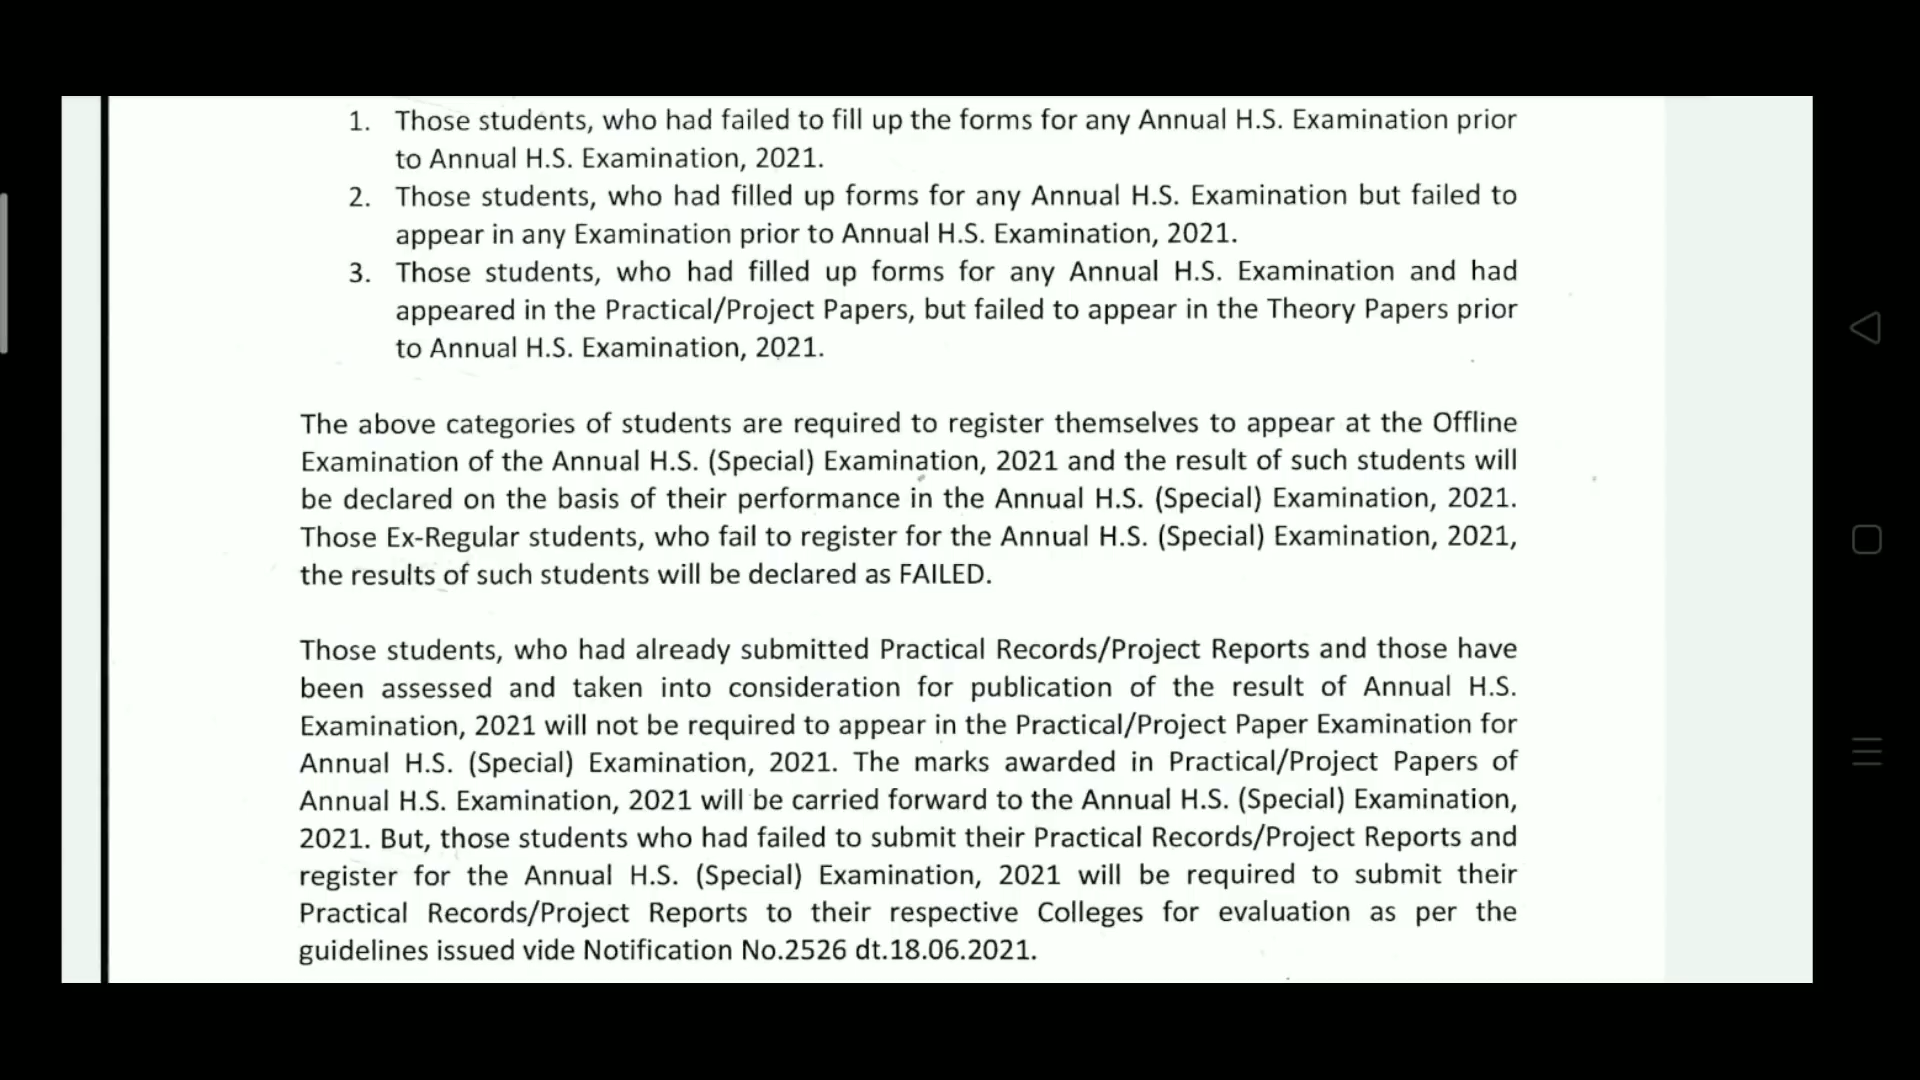 1. Those students, who had failed to fill up the forms for any Annual H.S. Examination prior
to Annual H.S. Examination, 2021.
2. Those students, who had filled up forms for any Annual H.S. Examination but failed to
appear in any Examination prior to Annual H.S. Examination, 2021.
3. Those students, who had filled up forms for any Annual H.S. Examination and had
appeared in the Practical/Project Papers, but failed to appear in the Theory Papers prior
to Annual H.S. Examination, 2021.
The above categories of students are required to register themselves to appear at the Offline
Examination of the Annual H.S. (Special) Examination, 2021 and the result of such students will
be declared on the basis of their performance in the Annual H.S. (Special) Examination, 2021.
Those Ex-Regular students, who fail to register for the Annual H.S. (Special) Examination, 2021,
the results of such students will be declared as FAILED.
Those students, who had already submitted Practical Records/Project Reports and those have
been assessed and taken into consideration for publication of the result of Annual H.S.
Examination, 2021 will not be required to appear in the Practical/Project Paper Examination for
Annual H.S. (Special) Examination, 2021. The marks awarded in Practical/Project Papers of
Annual H.S. Examination, 2021 will be carried forward to the Annual H.S. (Special) Examination,
2021. But, those students who had failed to submit their Practical Records/Project Reports and
register for the Annual H.S. (Special) Examination, 2021 will be required to submit their
Practical Records/Project Reports to their respective Colleges for evaluation as per the
guidelines issued vide Notification No.2526 dt.18.06.2021.